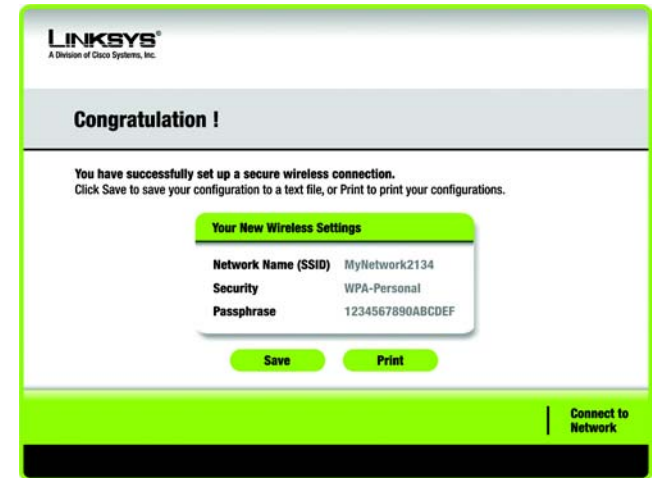 LINKSYS®
A Division of Cisco Systems, Inc.
Congratulation !
You have successfully set up a secure wireless connection.
Click Save to save your configuration to a text file, or Print to print your configurations.
Your New Wireless Settings
Network Name (SSID) MyNetwork2134
Security WPA-Personal
Passphrase 1234567890ABCDEF
Save Print
Connect to
Network